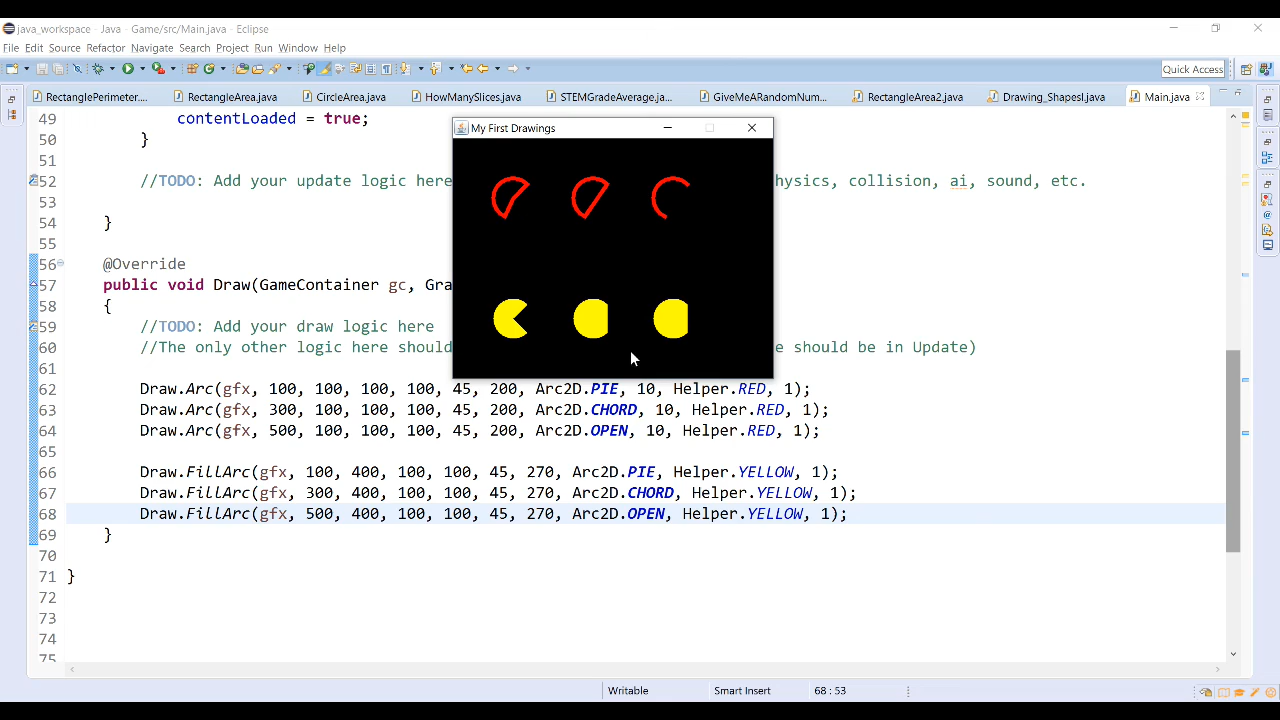 java_workspace - Java - Game/src/Main.java - Eclipse
File Edit Source Refactor Navigate Search Project Run Window Help
Quick Access
RectanglePerimeter.... RectangleArea.java CircleArea.java HowManySlices.java STEMGradeAverage.ja... GiveMeARandomNum... RectangleArea2.java Drawing_ShapesI.java Main.java
My First Drawings
49 contentLoaded = true;
50 }
51
52 //TODO: Add your update logic here hysics, collision, ai, sound, etc.
53
54 }
55
56 @Override
57 public void Draw(GameContainer gc, Gra
58 {
59 //TODO: Add your draw logic here
60 //The only other logic here should e should be in Update)
61
62 Draw.Arc(gfx, 100, 100, 100, 100, 45, 200, Arc2D.PIE, 10, Helper.RED, 1);
63 Draw.Arc(gfx, 300, 100, 100, 100, 45, 200, Arc2D.CHORD, 10, Helper.RED, 1);
64 Draw.Arc(gfx, 500, 100, 100, 100, 45, 200, Arc2D.OPEN, 10, Helper.RED, 1);
65
66 Draw.FillArc(gfx, 100, 400, 100, 100, 45, 270, Arc2D.PIE, Helper.YELLOW, 1);
67 Draw.FillArc(gfx, 300, 400, 100, 100, 45, 270, Arc2D.CHORD, Helper.YELLOW, 1);
68 Draw.FillArc(gfx, 500, 400, 100, 100, 45, 270, Arc2D.OPEN, Helper.YELLOW, 1);
69 }
70
71 }
72
73
74
75
Writable Smart Insert 68 : 53